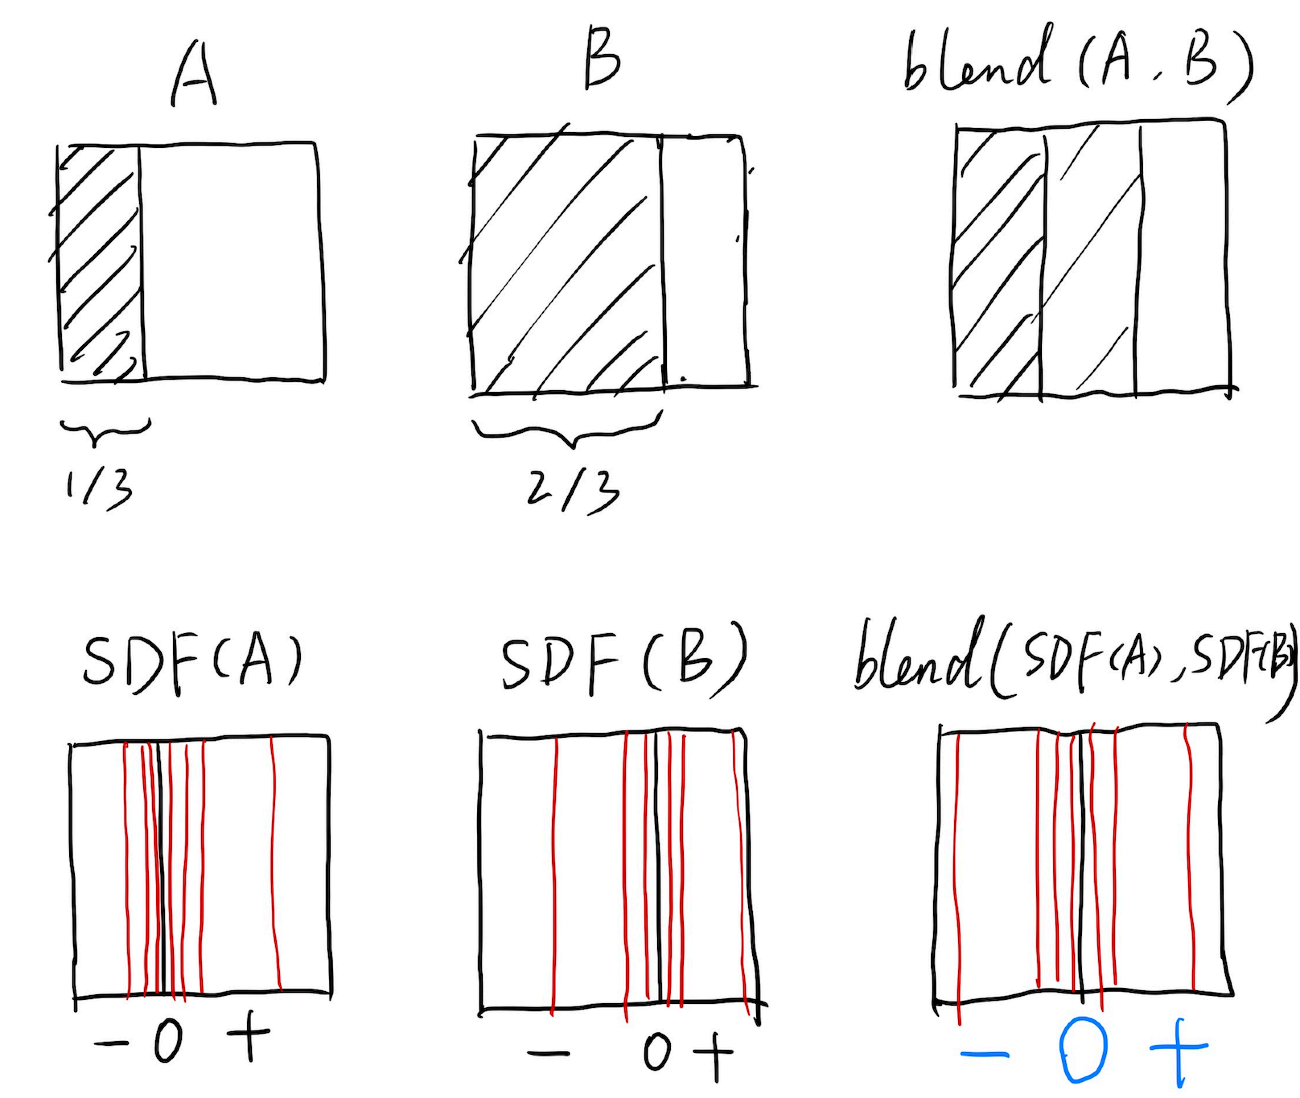 A
B
blend (A . B)
1/3
2/3
SDF(A)
SDF (B)
blend(SDF(A), SDF(B)
- 0 +
- 0 +
- 0 +